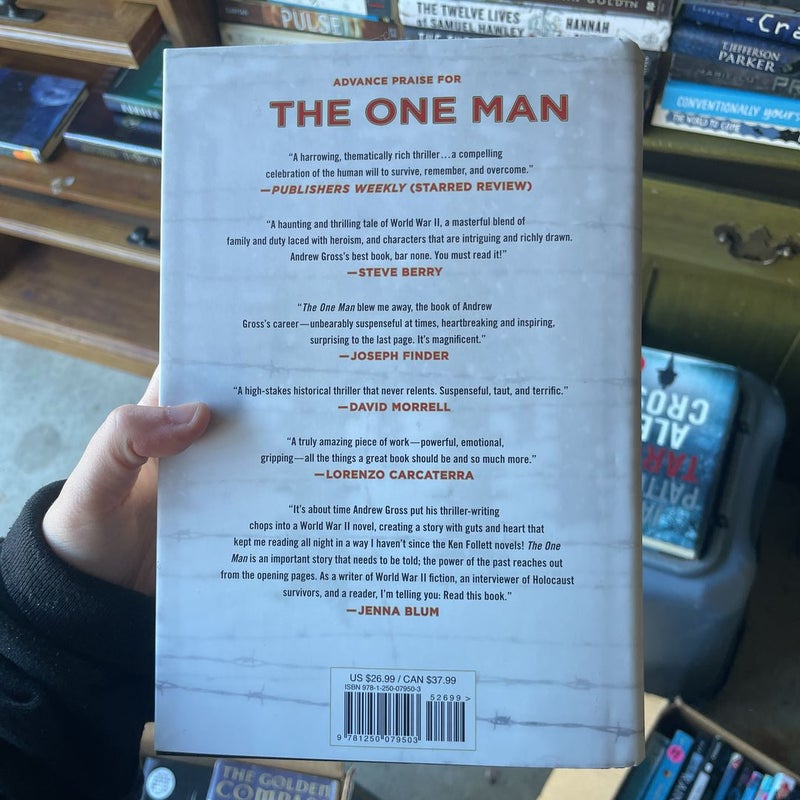 PULSE
THE TWELVE LIVES
OF SAMUEL HAWLEY
HANNAH
T.JEFFERSON
PARKER
CONVENTIONALLY yours
ADVANCE PRAISE FOR
THE ONE MAN
“A harrowing, thematically rich thriller…a compelling
celebration of the human will to survive, remember, and overcome.”
—PUBLISHERS WEEKLY (STARRED REVIEW)
“A haunting and thrilling tale of World War II, a masterful blend of
family and duty laced with heroism, and characters that are intriguing and richly drawn.
Andrew Gross’s best book, bar none. You must read it!”
—STEVE BERRY
“The One Man blew me away, the book of Andrew
Gross’s career—unbearably suspenseful at times, heartbreaking and inspiring,
surprising to the last page. It’s magnificent.”
—JOSEPH FINDER
“A high-stakes historical thriller that never relents. Suspenseful, taut, and terrific.”
—DAVID MORRELL
“A truly amazing piece of work—powerful, emotional,
gripping—all the things a great book should be and so much more.”
—LORENZO CARCATERRA
“It’s about time Andrew Gross put his thriller-writing
chops into a World War II novel, creating a story with guts and heart that
kept me reading all night in a way I haven’t since the Ken Follett novels! The One
Man is an important story that needs to be told; the power of the past reaches out
from the opening pages. As a writer of World War II fiction, an interviewer of Holocaust
survivors, and a reader, I’m telling you: Read this book.”
—JENNA BLUM
US $26.99 / CAN $37.99
ISBN 978-1-250-07950-3
52699 >
9 781250 079503
THE GOLDEN